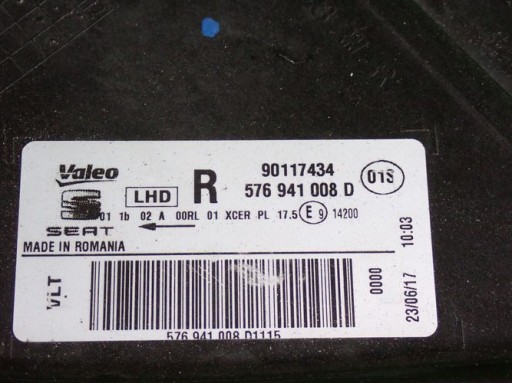 Valeo
LHD
R
90117434
576 941 008 D
01S
01 1b 02 A 00RL 01 XCER PL 17.5 E 9 14200
SEAT
MADE IN ROMANIA
VLT
576 941 008 D1115
0000
23/06/17 10:03